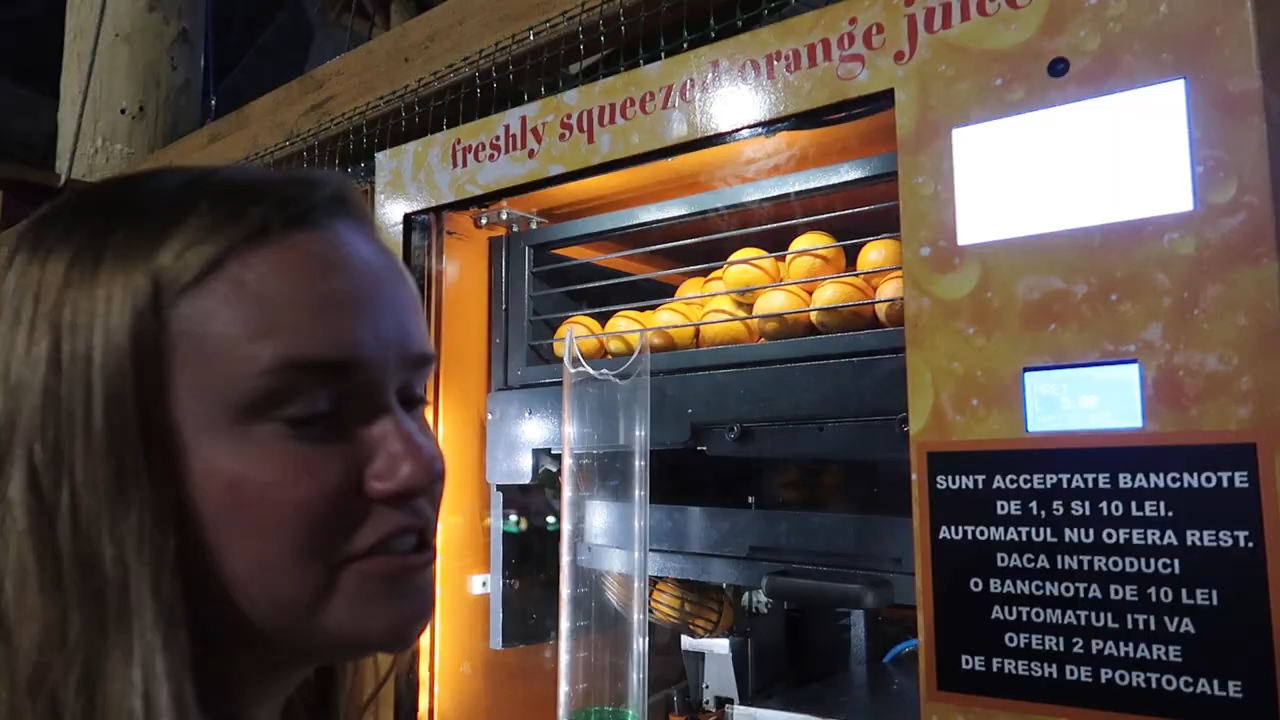 freshly squeezed orange juice
SUNT ACCEPTATE BANCNOTE
DE 1, 5 SI 10 LEI.
AUTOMATUL NU OFERA REST.
DACA INTRODUCI
O BANCNOTA DE 10 LEI
AUTOMATUL ITI VA
OFERI 2 PAHARE
DE FRESH DE PORTOCALE